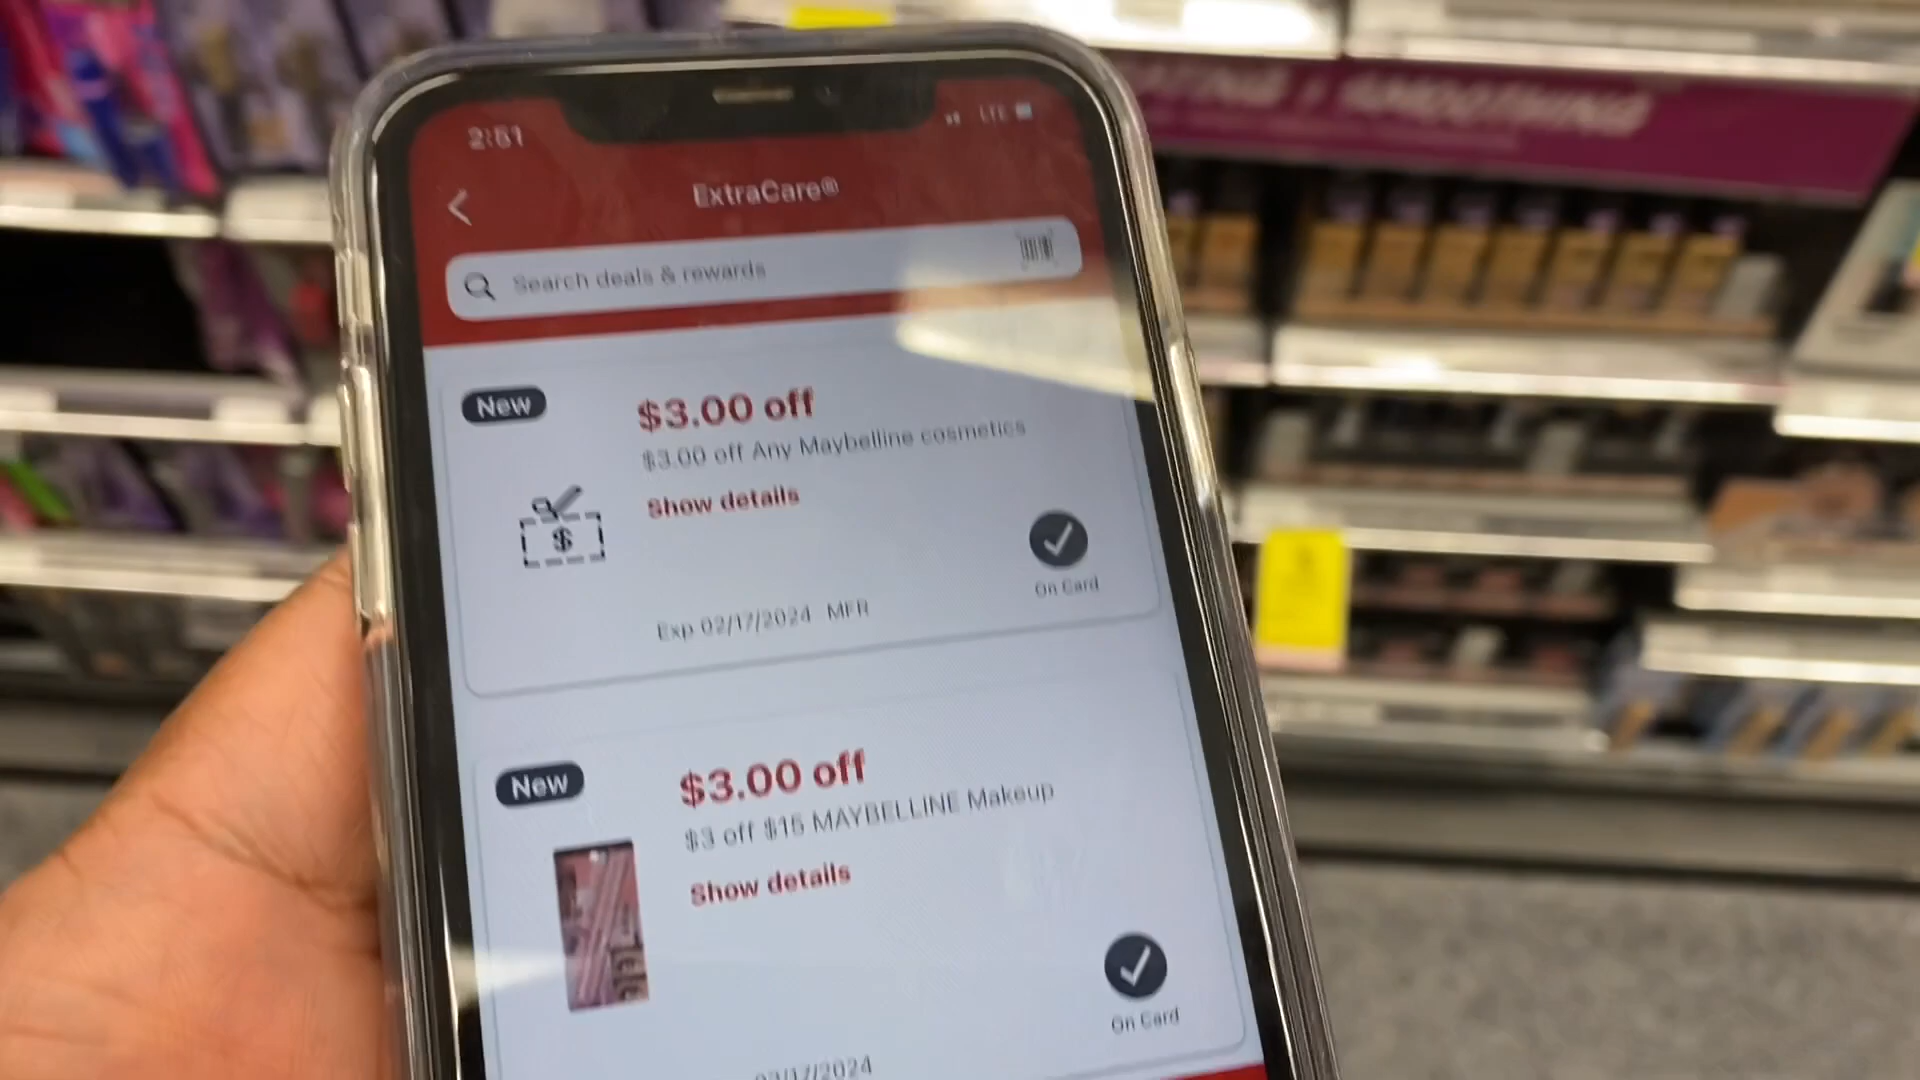 2:51
LTE
ExtraCare®
Search deals & rewards
New
$3.00 off
$3.00 off Any Maybelline cosmetics
Show details
$
On Card
Exp 02/17/2024 MFR
New
$3.00 off
$3 off $15 MAYBELLINE Makeup
Show details
On Card
SMOOTHING